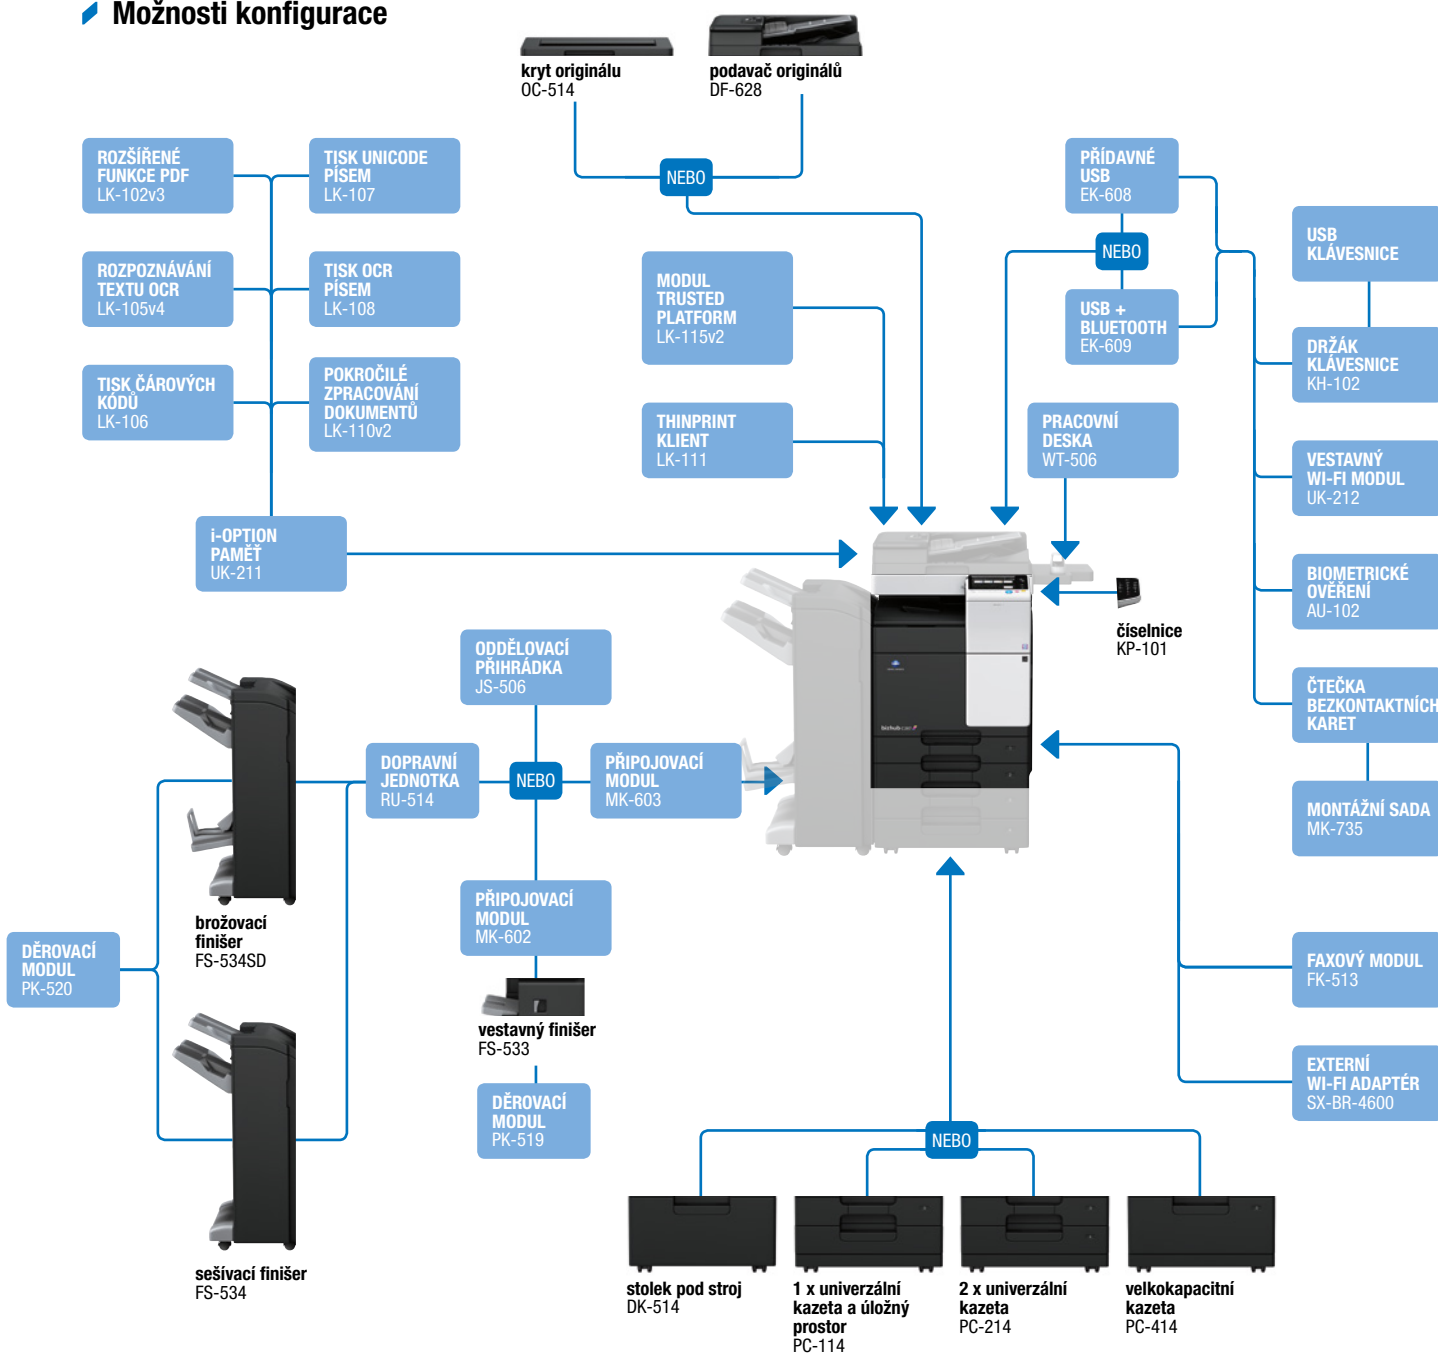 Možnosti konfigurace
kryt originálu
OC-514
podavač originálů
DF-628
NEBO
ROZŠÍŘENÉ
FUNKCE PDF
LK-102v3
TISK UNICODE
PÍSEM
LK-107
ROZPOZNÁVÁNÍ
TEXTU OCR
LK-105v4
TISK OCR
PÍSEM
LK-108
TISK ČÁROVÝCH
KÓDŮ
LK-106
POKROČILÉ
ZPRACOVÁNÍ
DOKUMENTŮ
LK-110v2
i-OPTION
PAMĚŤ
UK-211
MODUL
TRUSTED
PLATFORM
LK-115v2
THINPRINT
KLIENT
LK-111
PŘÍDAVNÉ
USB
EK-608
NEBO
USB +
BLUETOOTH
EK-609
PRACOVNÍ
DESKA
WT-506
USB
KLÁVESNICE
DRŽÁK
KLÁVESNICE
KH-102
VESTAVNÝ
WI-FI MODUL
UK-212
BIOMETRICKÉ
OVĚŘENÍ
AU-102
ČTEČKA
BEZKONTAKTNÍCH
KARET
MONTÁŽNÍ SADA
MK-735
číselnice
KP-101
bizhub
ODDĚLOVACÍ
PŘIHRÁDKA
JS-506
DOPRAVNÍ
JEDNOTKA
RU-514
NEBO
PŘIPOJOVACÍ
MODUL
MK-603
PŘIPOJOVACÍ
MODUL
MK-602
vestavný finišer
FS-533
DĚROVACÍ
MODUL
PK-519
brožovací
finišer
FS-534SD
DĚROVACÍ
MODUL
PK-520
sešívací finišer
FS-534
FAXOVÝ MODUL
FK-513
EXTERNÍ
WI-FI ADAPTÉR
SX-BR-4600
NEBO
stolek pod stroj
DK-514
1 x univerzální
kazeta a úložný
prostor
PC-114
2 x univerzální
kazeta
PC-214
velkokapacitní
kazeta
PC-414